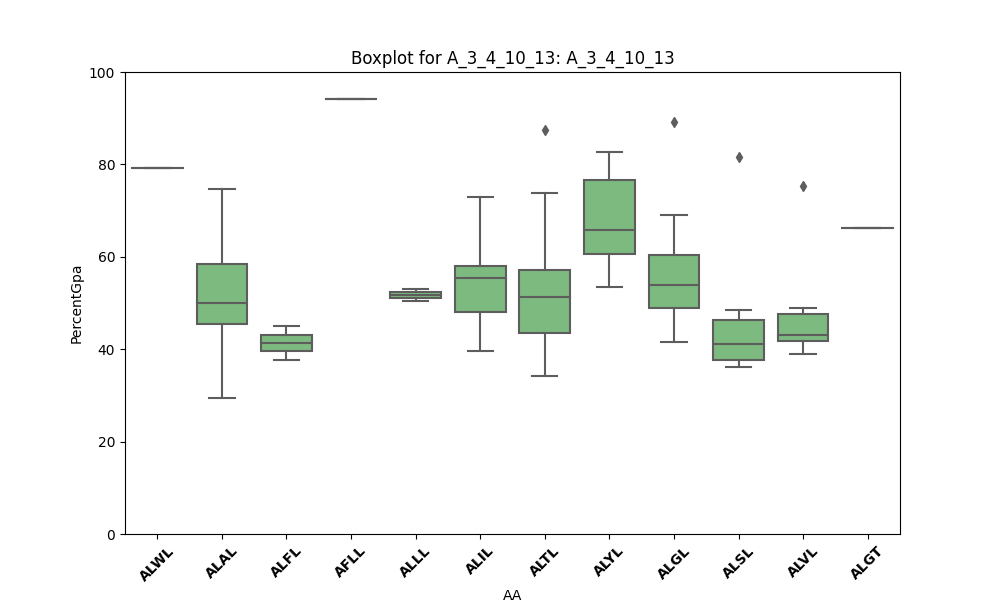 Boxplot for A_3_4_10_13: A_3_4_10_13
100
80
60
40
20
0
PercentGpa
ALWL
ALAL
ALFL
AFLL
ALLL
ALIL
ALTL
ALYL
ALGL
ALSL
ALVL
ALGT
AA